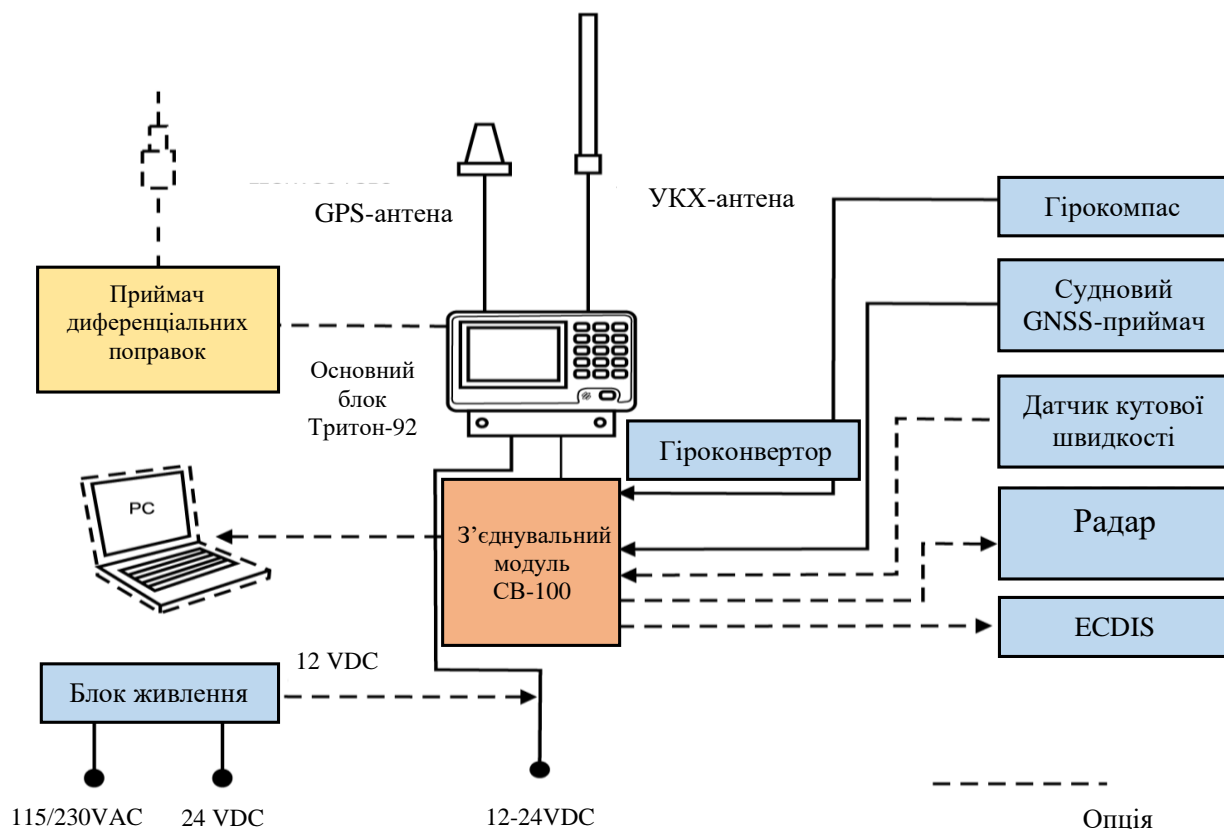 GPS-антена
УКХ-антена
Гірокомпас
Приймач
диференціальних
поправок
Судновий
GNSS-приймач
Основний
блок
Тритон-92
Датчик кутової
швидкості
Гіроконвертор
PC
З’єднувальний
модуль
СВ-100
Радар
ECDIS
12 VDC
Блок живлення
115/230VAC
24 VDC
12-24VDC
Опція